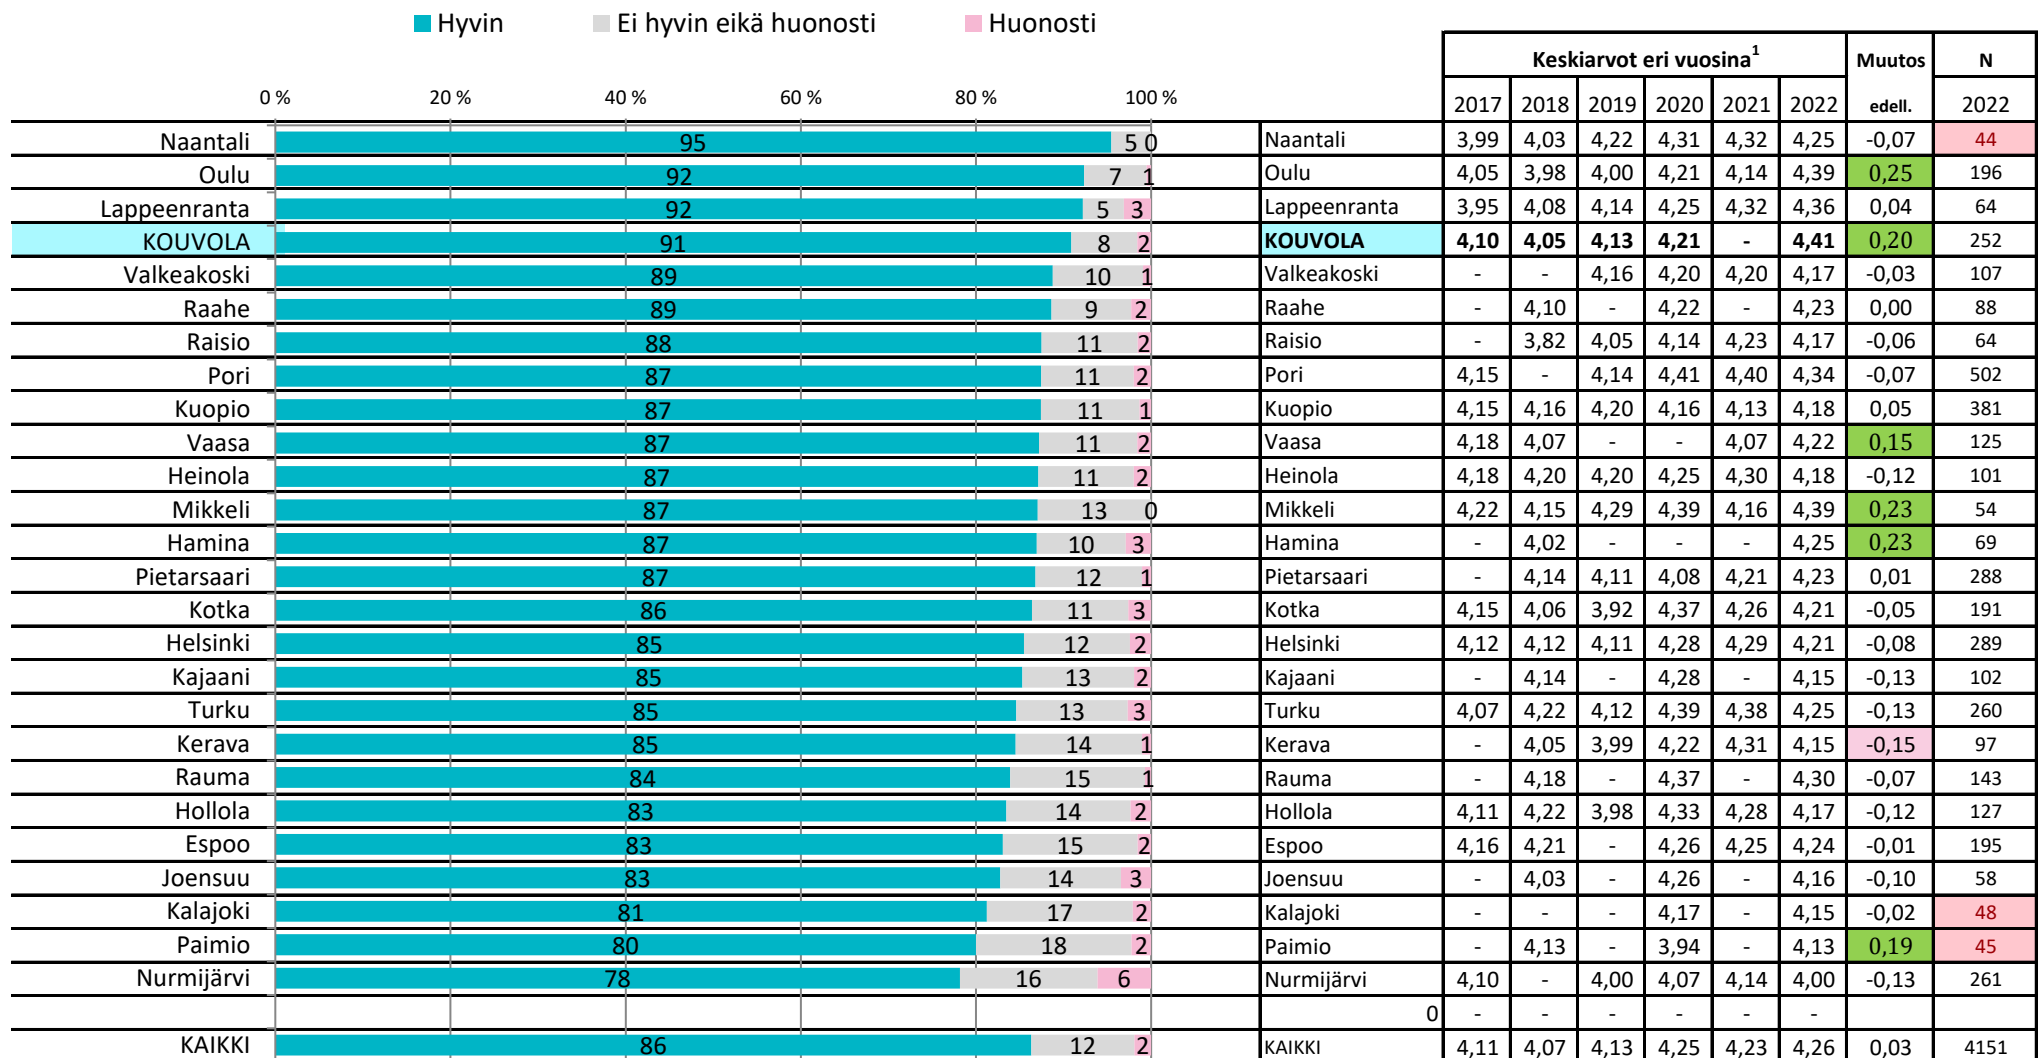 Hyvin Ei hyvin eikä huonosti Huonosti
Keskiarvot eri vuosina¹ Muutos N
0 % 20 % 40 % 60 % 80 % 100 % 2017 2018 2019 2020 2021 2022 edell. 2022
Naantali 95 5 0 Naantali 3,99 4,03 4,22 4,31 4,32 4,25 -0,07 44
Oulu 92 7 1 Oulu 4,05 3,98 4,00 4,21 4,14 4,39 0,25 196
Lappeenranta 92 5 3 Lappeenranta 3,95 4,08 4,14 4,25 4,32 4,36 0,04 64
KOUVOLA 91 8 2 KOUVOLA 4,10 4,05 4,13 4,21 - 4,41 0,20 252
Valkeakoski 89 10 1 Valkeakoski - - 4,16 4,20 4,20 4,17 -0,03 107
Raahe 89 9 2 Raahe - 4,10 - 4,22 - 4,23 0,00 88
Raisio 88 11 2 Raisio - 3,82 4,05 4,14 4,23 4,17 -0,06 64
Pori 87 11 2 Pori 4,15 - 4,14 4,41 4,40 4,34 -0,07 502
Kuopio 87 11 1 Kuopio 4,15 4,16 4,20 4,16 4,13 4,18 0,05 381
Vaasa 87 11 2 Vaasa 4,18 4,07 - - 4,07 4,22 0,15 125
Heinola 87 11 2 Heinola 4,18 4,20 4,20 4,25 4,30 4,18 -0,12 101
Mikkeli 87 13 0 Mikkeli 4,22 4,15 4,29 4,39 4,16 4,39 0,23 54
Hamina 87 10 3 Hamina - 4,02 - - - 4,25 0,23 69
Pietarsaari 87 12 1 Pietarsaari - 4,14 4,11 4,08 4,21 4,23 0,01 288
Kotka 86 11 3 Kotka 4,15 4,06 3,92 4,37 4,26 4,21 -0,05 191
Helsinki 85 12 2 Helsinki 4,12 4,12 4,11 4,28 4,29 4,21 -0,08 289
Kajaani 85 13 2 Kajaani - 4,14 - 4,28 - 4,15 -0,13 102
Turku 85 13 3 Turku 4,07 4,22 4,12 4,39 4,38 4,25 -0,13 260
Kerava 85 14 1 Kerava - 4,05 3,99 4,22 4,31 4,15 -0,15 97
Rauma 84 15 1 Rauma - 4,18 - 4,37 - 4,30 -0,07 143
Hollola 83 14 2 Hollola 4,11 4,22 3,98 4,33 4,28 4,17 -0,12 127
Espoo 83 15 2 Espoo 4,16 4,21 - 4,26 4,25 4,24 -0,01 195
Joensuu 83 14 3 Joensuu - 4,03 - 4,26 - 4,16 -0,10 58
Kalajoki 81 17 2 Kalajoki - - - 4,17 - 4,15 -0,02 48
Paimio 80 18 2 Paimio - 4,13 - 3,94 - 4,13 0,19 45
Nurmijärvi 78 16 6 Nurmijärvi 4,10 - 4,00 4,07 4,14 4,00 -0,13 261
0 - - - - - -
KAIKKI 86 12 2 KAIKKI 4,11 4,07 4,13 4,25 4,23 4,26 0,03 4151